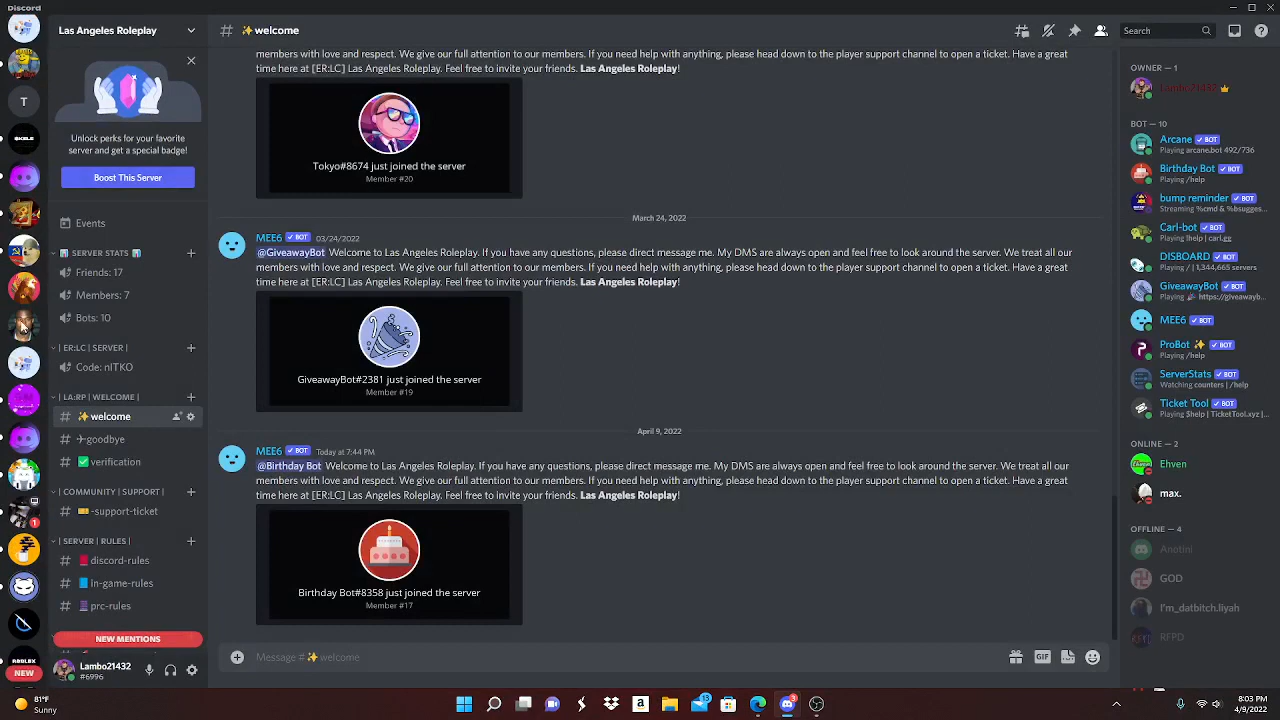 Discord
Los Angeles Roleplay
Unlock perks for your favorite
server and get a special badge!
Boost This Server
Events
SERVER STATS
Friends: 17
Members: 7
Bots: 10
| ER:LC | SERVER |
Code: nITKO
| LA:RP | WELCOME |
# ✨welcome
# ✈goodbye
# ✅verification
| COMMUNITY | SUPPORT |
# 🎫-support-ticket
| SERVER | RULES |
# 📕discord-rules
# 📘in-game-rules
# prc-rules
NEW MENTIONS
Lambo21432
#6996
T
1
ROBLOX
NEW
# ✨welcome
Search
members with love and respect. We give our full attention to our members. If you need help with anything, please head down to the player support channel to open a ticket. Have a great
time here at [ER:LC] Las Angeles Roleplay. Feel free to invite your friends. Las Angeles Roleplay!
Tokyo#8674 just joined the server
Member #20
March 24, 2022
MEE6 ✓ BOT 03/24/2022
@GiveawayBot Welcome to Las Angeles Roleplay. If you have any questions, please direct message me. My DMS are always open and feel free to look around the server. We treat all our
members with love and respect. We give our full attention to our members. If you need help with anything, please head down to the player support channel to open a ticket. Have a great
time here at [ER:LC] Las Angeles Roleplay. Feel free to invite your friends. Las Angeles Roleplay!
GiveawayBot#2381 just joined the server
Member #19
April 9, 2022
MEE6 ✓ BOT Today at 7:44 PM
@Birthday Bot Welcome to Las Angeles Roleplay. If you have any questions, please direct message me. My DMS are always open and feel free to look around the server. We treat all our
members with love and respect. We give our full attention to our members. If you need help with anything, please head down to the player support channel to open a ticket. Have a great
time here at [ER:LC] Las Angeles Roleplay. Feel free to invite your friends. Las Angeles Roleplay!
Birthday Bot#8358 just joined the server
Member #17
Message #✨welcome
GIF
OWNER — 1
Lambo21432
BOT — 10
Arcane ✓ BOT
Playing arcane.bot 492/736
Birthday Bot ✓ BOT
Playing /help
bump reminder ✓ BOT
Streaming %cmd & %bsugges...
Carl-bot ✓ BOT
Playing !help | carl.gg
DISBOARD ✓ BOT
Playing / | 1,344,665 servers
GiveawayBot ✓ BOT
Playing 🎉 https://giveawayb...
MEE6 ✓ BOT
ProBot ✨ ✓ BOT
Playing /help
ServerStats ✓ BOT
Watching counters | /help
Ticket Tool ✓ BOT
Playing $help | TicketTool.xyz |...
ONLINE — 2
Ehven
max.
OFFLINE — 4
Anotini
GOD
I'm_datbitch.liyah
RFPD
81°F
Sunny
a
13
3
8:03 PM
4/9/2022